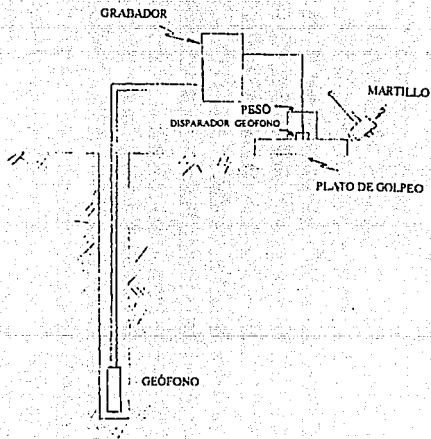 GRABADOR
MARTILLO
PESO
DISPARADOR GEÓFONO
PLATO DE GOLPEO
GEÓFONO